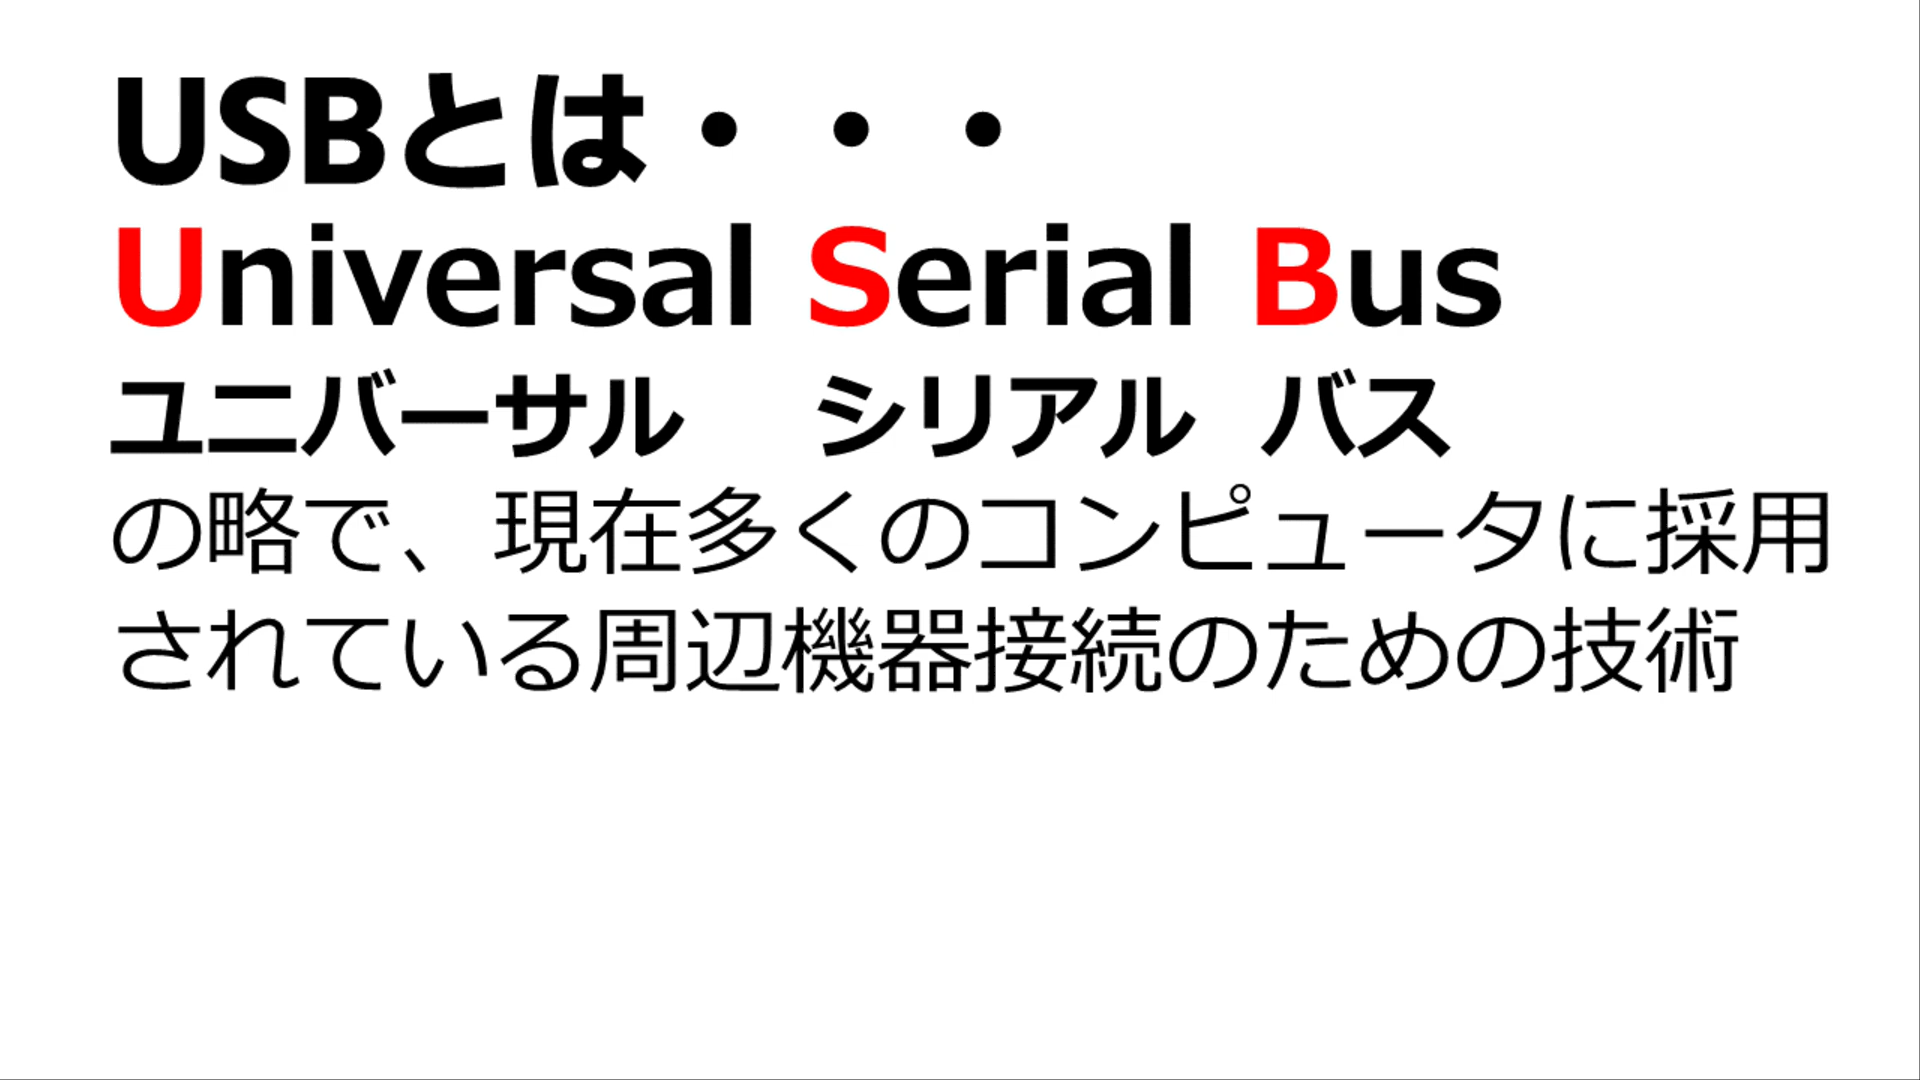 USBとは・・・
Universal Serial Bus
ユニバーサル　シリアル バス
の略で、現在多くのコンピュータに採用
されている周辺機器接続のための技術